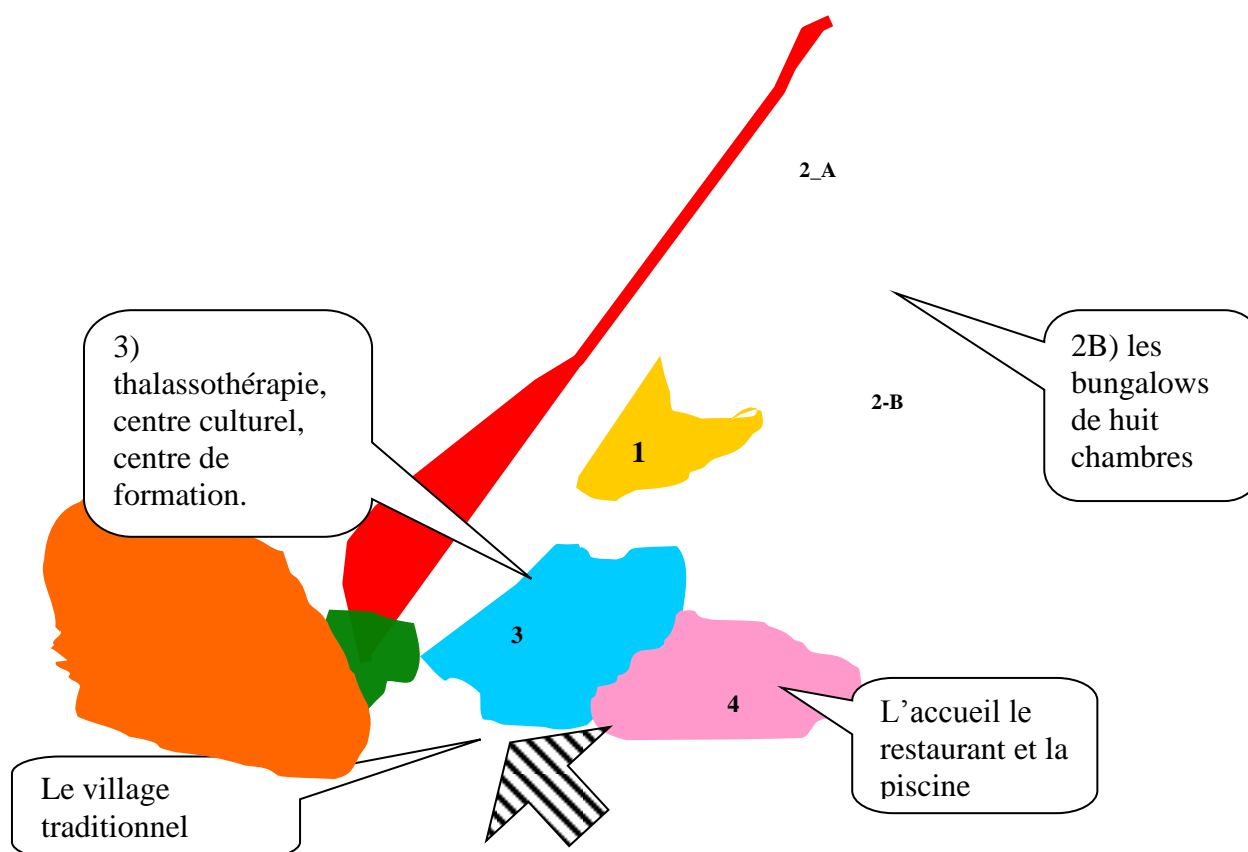 2_A
3)
thalassothérapie,
centre culturel,
centre de
formation.
2B) les
bungalows
de huit
chambres
2-B
1
3
4
L’accueil le
restaurant et la
piscine
Le village
traditionnel